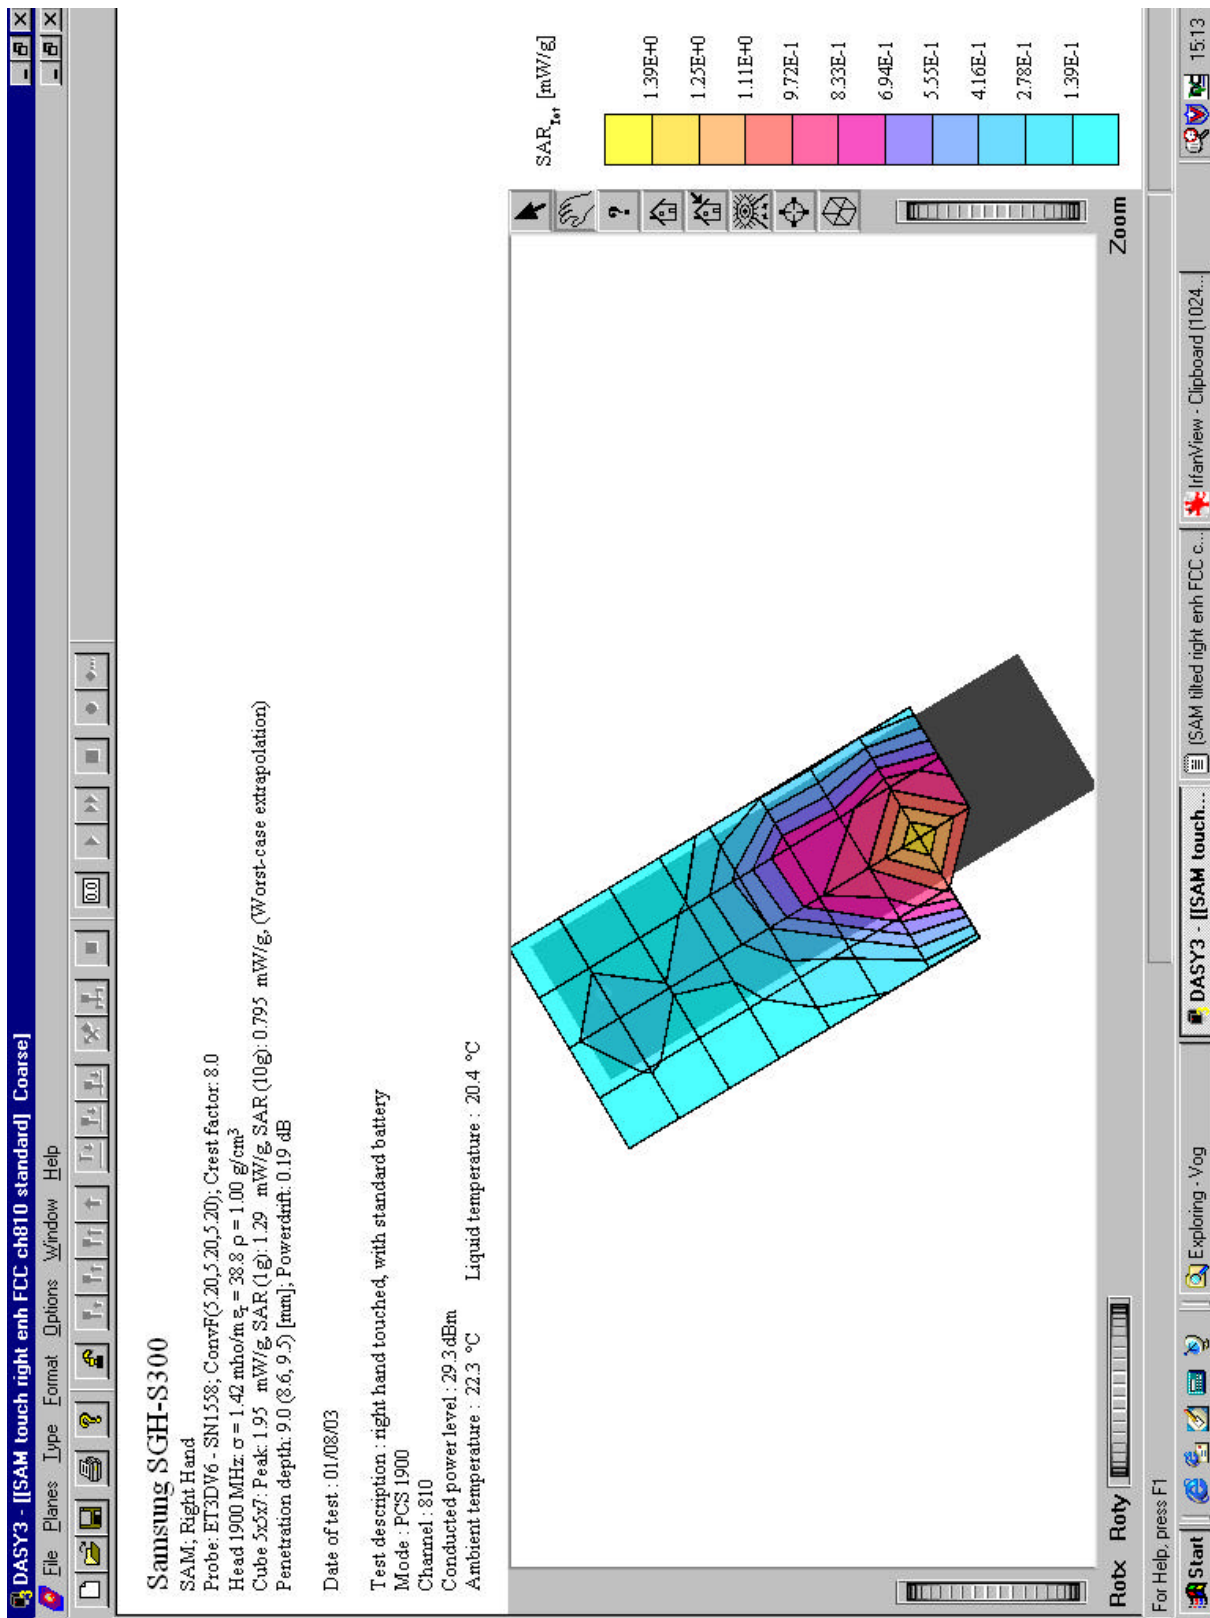 DASY3 - [[SAM touch right enh FCC ch810 standard]  Coarse]
File Planes Type Format Options Window Help
Samsung SGH-S300
SAM; Right Hand
Probe: ET3DV6 - SN1558; ConvF(5.20,5.20,5.20); Crest factor: 8.0
Head 1900 MHz: σ = 1.42 mho/m εr = 38.8 ρ = 1.00 g/cm³
Cube 5x5x7: Peak: 1.95 mW/g, SAR (1g): 1.29 mW/g, SAR (10g): 0.795 mW/g, (Worst-case extrapolation)
Penetration depth: 9.0 (8.6, 9.5) [mm]; Powerdrift: 0.19 dB
Date of test : 01/08/03
Test description : right hand touched, with standard battery
Mode : PCS 1900
Channel : 810
Conducted power level : 29.3 dBm
Ambient temperature : 22.3 °C Liquid temperature : 20.4 °C
SARTot [mW/g]
1.39E+0
1.25E+0
1.11E+0
9.72E-1
8.33E-1
6.94E-1
5.55E-1
4.16E-1
2.78E-1
1.39E-1
Rotx Roty Zoom
For Help, press F1
Start Exploring - Vog DASY3 - [[SAM touch... [SAM tilted right enh FCC c... IrfanView - Clipboard (1024... 15:13